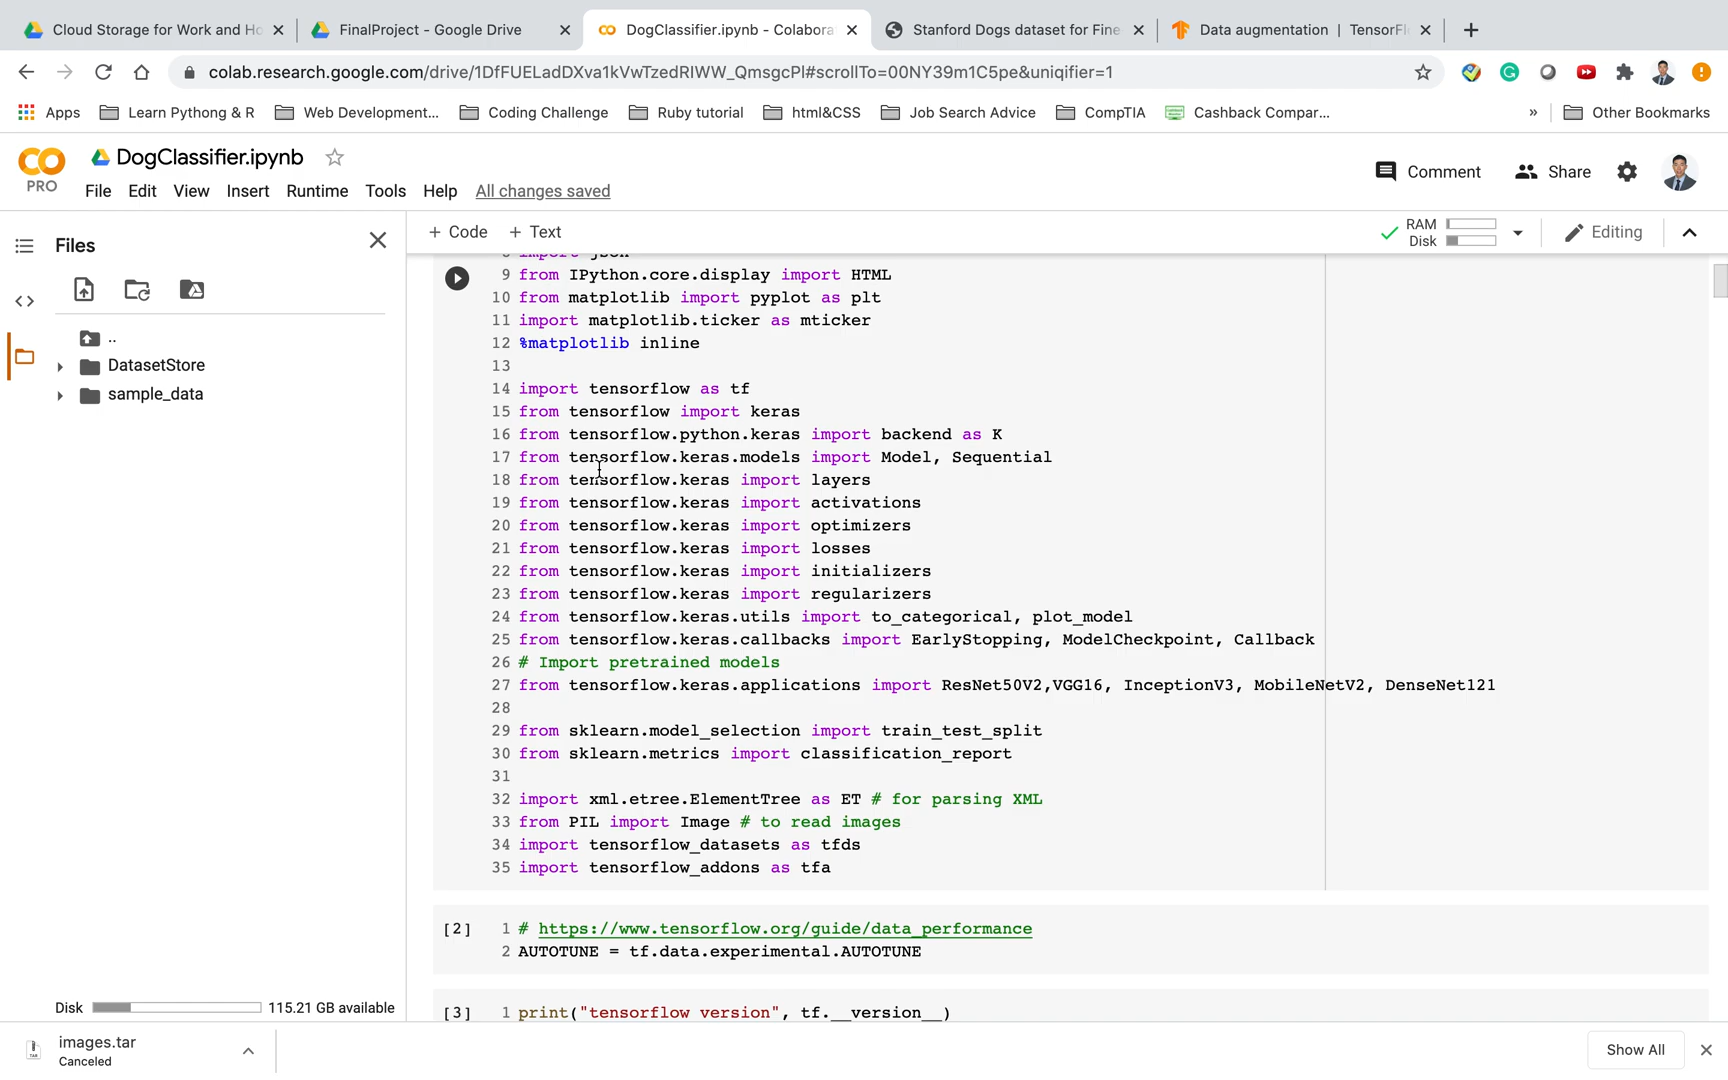 Cloud Storage for Work and Ho
FinalProject - Google Drive
DogClassifier.ipynb - Colabora
Stanford Dogs dataset for Fine
Data augmentation | TensorFl
colab.research.google.com/drive/1DfFUELadDXva1kVwTzedRIWW_QmsgcPl#scrollTo=00NY39m1C5pe&uniqifier=1
Apps
Learn Pythong & R
Web Development...
Coding Challenge
Ruby tutorial
html&CSS
Job Search Advice
CompTIA
Cashback Compar...
»
Other Bookmarks
DogClassifier.ipynb
PRO
File Edit View Insert Runtime Tools Help All changes saved
Comment
Share
Files
+ Code + Text
RAM
Disk
Editing
..
DatasetStore
sample_data
8 import json
9 from IPython.core.display import HTML
10 from matplotlib import pyplot as plt
11 import matplotlib.ticker as mticker
12 %matplotlib inline
13
14 import tensorflow as tf
15 from tensorflow import keras
16 from tensorflow.python.keras import backend as K
17 from tensorflow.keras.models import Model, Sequential
18 from tensorflow.keras import layers
19 from tensorflow.keras import activations
20 from tensorflow.keras import optimizers
21 from tensorflow.keras import losses
22 from tensorflow.keras import initializers
23 from tensorflow.keras import regularizers
24 from tensorflow.keras.utils import to_categorical, plot_model
25 from tensorflow.keras.callbacks import EarlyStopping, ModelCheckpoint, Callback
26 # Import pretrained models
27 from tensorflow.keras.applications import ResNet50V2,VGG16, InceptionV3, MobileNetV2, DenseNet121
28
29 from sklearn.model_selection import train_test_split
30 from sklearn.metrics import classification_report
31
32 import xml.etree.ElementTree as ET # for parsing XML
33 from PIL import Image # to read images
34 import tensorflow_datasets as tfds
35 import tensorflow_addons as tfa
[2] 1 # https://www.tensorflow.org/guide/data_performance
2 AUTOTUNE = tf.data.experimental.AUTOTUNE
[3] 1 print("tensorflow version", tf.__version__)
Disk 115.21 GB available
images.tar
Canceled
Show All